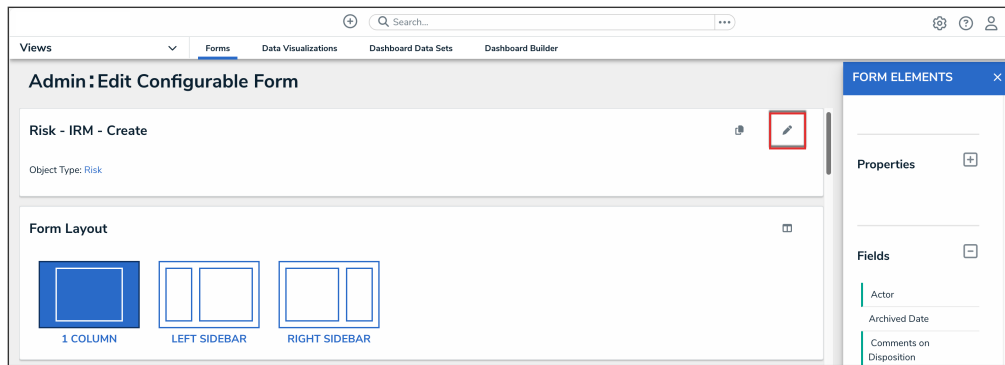 Search...
Views
Forms
Data Visualizations
Dashboard Data Sets
Dashboard Builder
Admin:Edit Configurable Form
Risk - IRM - Create
Object Type: Risk
Form Layout
1 COLUMN
LEFT SIDEBAR
RIGHT SIDEBAR
FORM ELEMENTS
Properties
Fields
Actor
Archived Date
Comments on
Disposition